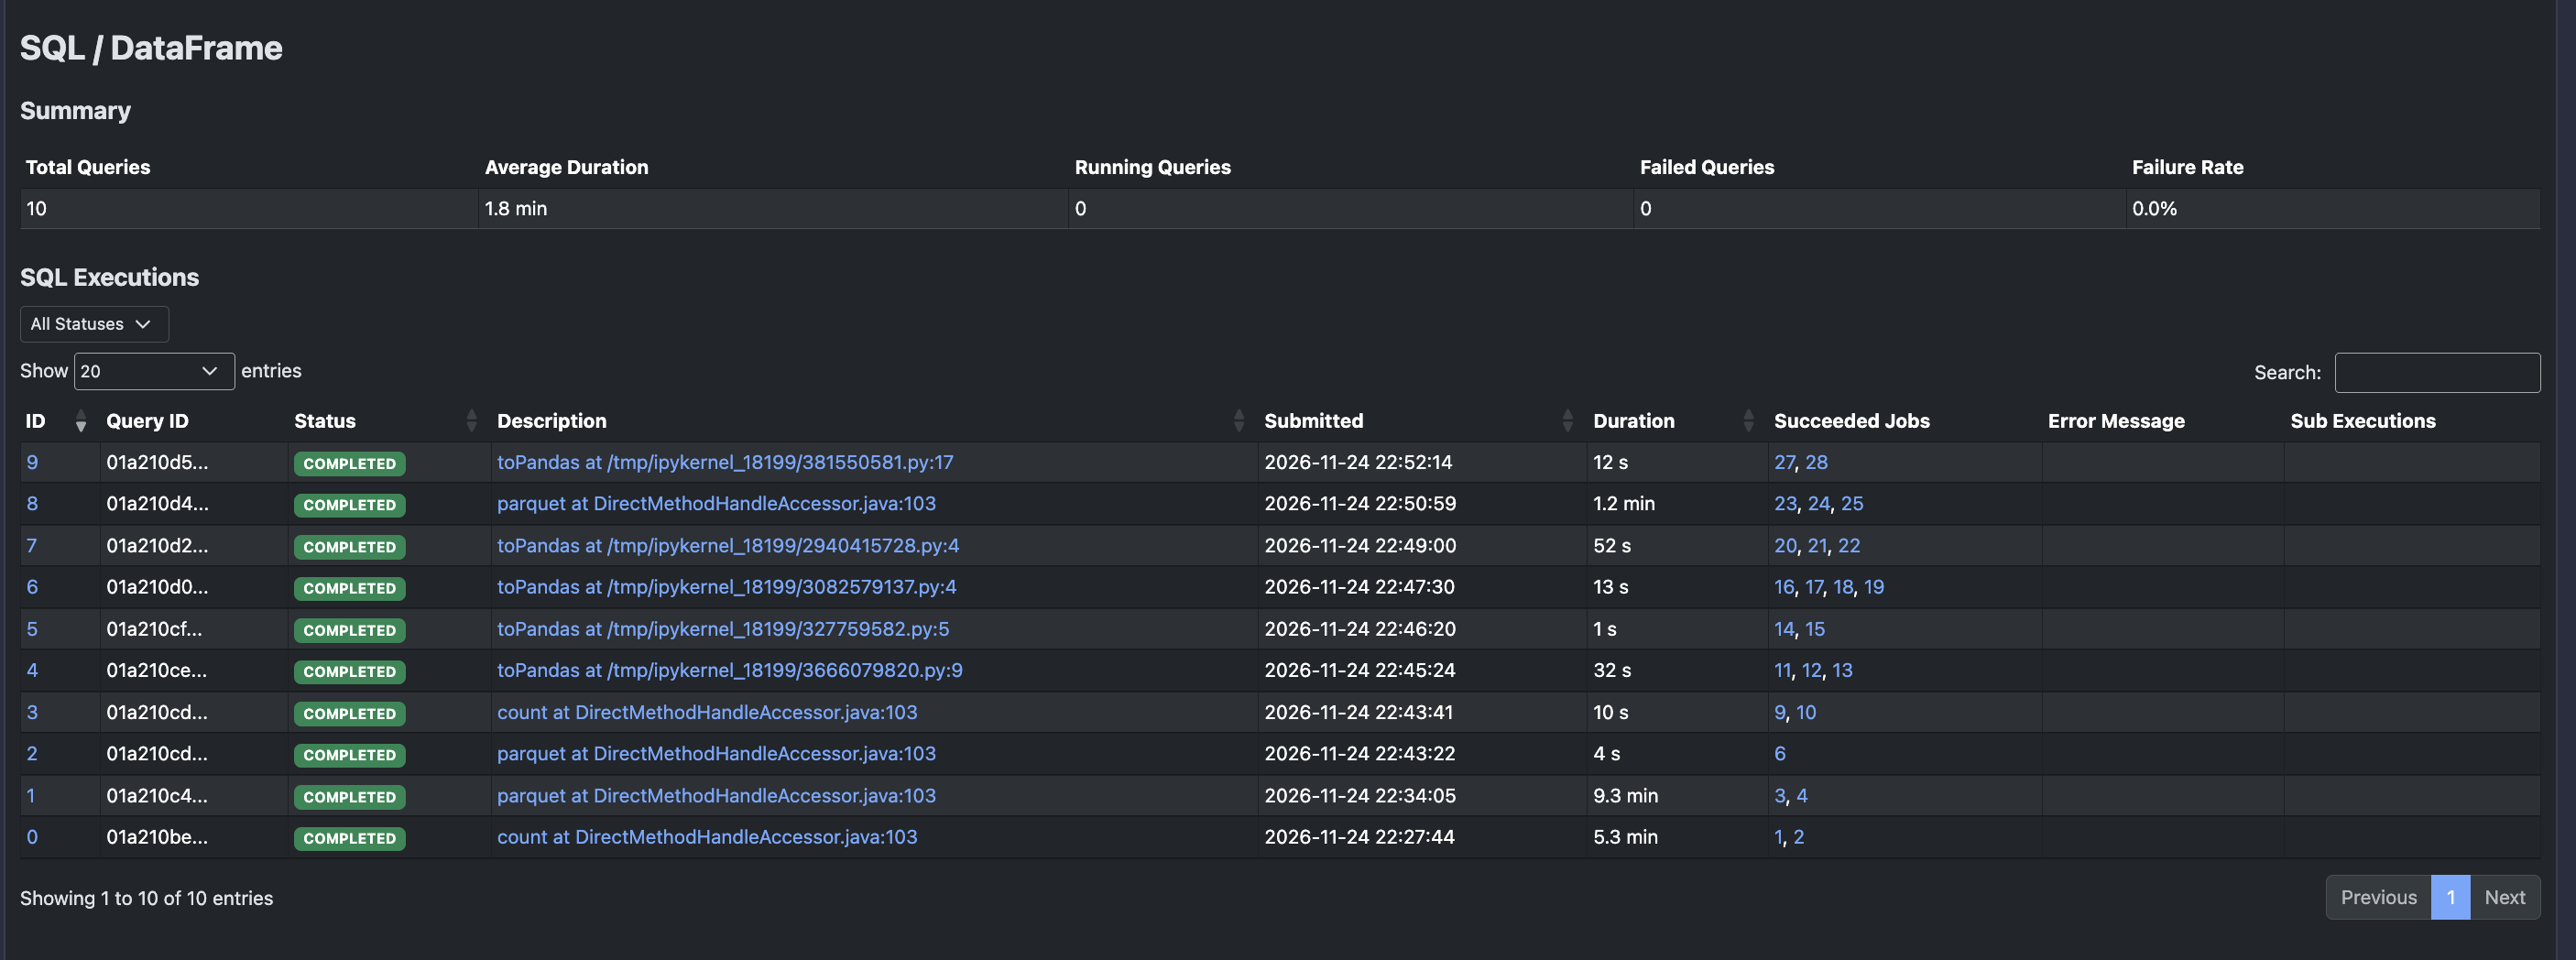 SQL / DataFrame
Summary
Total Queries Average Duration Running Queries Failed Queries Failure Rate
10 1.8 min 0 0 0.0%
SQL Executions
All Statuses
Show 20 entries Search:
ID Query ID Status Description Submitted Duration Succeeded Jobs Error Message Sub Executions
9 01a210d5... COMPLETED toPandas at /tmp/ipykernel_18199/381550581.py:17 2026-11-24 22:52:14 12 s 27, 28
8 01a210d4... COMPLETED parquet at DirectMethodHandleAccessor.java:103 2026-11-24 22:50:59 1.2 min 23, 24, 25
7 01a210d2... COMPLETED toPandas at /tmp/ipykernel_18199/2940415728.py:4 2026-11-24 22:49:00 52 s 20, 21, 22
6 01a210d0... COMPLETED toPandas at /tmp/ipykernel_18199/3082579137.py:4 2026-11-24 22:47:30 13 s 16, 17, 18, 19
5 01a210cf... COMPLETED toPandas at /tmp/ipykernel_18199/327759582.py:5 2026-11-24 22:46:20 1 s 14, 15
4 01a210ce... COMPLETED toPandas at /tmp/ipykernel_18199/3666079820.py:9 2026-11-24 22:45:24 32 s 11, 12, 13
3 01a210cd... COMPLETED count at DirectMethodHandleAccessor.java:103 2026-11-24 22:43:41 10 s 9, 10
2 01a210cd... COMPLETED parquet at DirectMethodHandleAccessor.java:103 2026-11-24 22:43:22 4 s 6
1 01a210c4... COMPLETED parquet at DirectMethodHandleAccessor.java:103 2026-11-24 22:34:05 9.3 min 3, 4
0 01a210be... COMPLETED count at DirectMethodHandleAccessor.java:103 2026-11-24 22:27:44 5.3 min 1, 2
Showing 1 to 10 of 10 entries Previous 1 Next